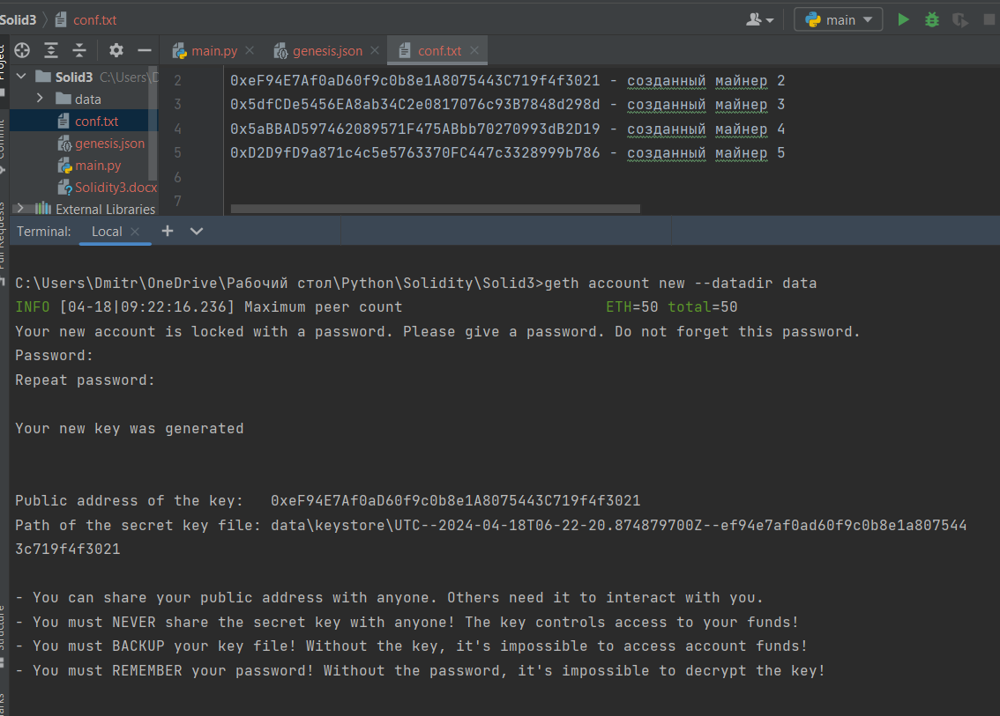 Solid3 conf.txt main
Project main.py genesis.json conf.txt
Solid3 C:\Users\D
data
conf.txt
genesis.json
main.py
Solidity3.docx
External Libraries
2 0xeF94E7Af0aD60f9c0b8e1A8075443C719f4f3021 - созданный майнер 2
3 0x5dfCDe5456EA8ab34C2e0817076c93B7848d298d - созданный майнер 3
4 0x5aBBAD597462089571F475ABbb70270993dB2D19 - созданный майнер 4
5 0xD2D9fD9a871c4c5e5763370FC447c3328999b786 - созданный майнер 5
6
7
Terminal: Local
C:\Users\Dmitr\OneDrive\Рабочий стол\Python\Solidity\Solid3>geth account new --datadir data
INFO [04-18|09:22:16.236] Maximum peer count ETH=50 total=50
Your new account is locked with a password. Please give a password. Do not forget this password.
Password:
Repeat password:
Your new key was generated
Public address of the key: 0xeF94E7Af0aD60f9c0b8e1A8075443C719f4f3021
Path of the secret key file: data\keystore\UTC--2024-04-18T06-22-20.874879700Z--ef94e7af0ad60f9c0b8e1a807544
3c719f4f3021
- You can share your public address with anyone. Others need it to interact with you.
- You must NEVER share the secret key with anyone! The key controls access to your funds!
- You must BACKUP your key file! Without the key, it's impossible to access account funds!
- You must REMEMBER your password! Without the password, it's impossible to decrypt the key!